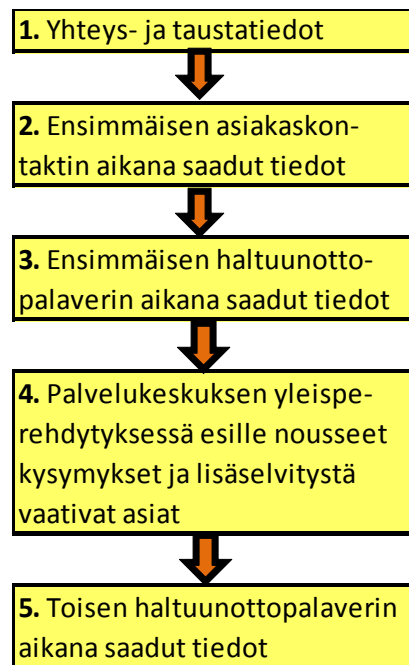 1. Yhteys- ja taustatiedot
2. Ensimmäisen asiakaskon-
taktin aikana saadut tiedot
3. Ensimmäisen haltuunotto-
palaverin aikana saadut tiedot
4. Palvelukeskuksen yleispe-
rehdytyksessä esille nousseet
kysymykset ja lisäselvitystä
vaativat asiat
5. Toisen haltuunottopalaverin
aikana saadut tiedot